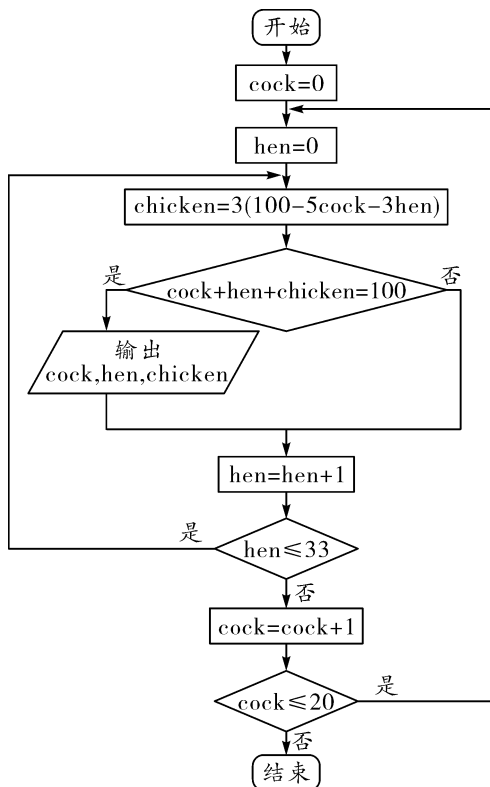 开始
cock=0
hen=0
chicken=3(100-5cock-3hen)
是
否
cock+hen+chicken=100
输出
cock,hen,chicken
hen=hen+1
是
hen≤33
否
cock=cock+1
是
cock≤20
否
结束